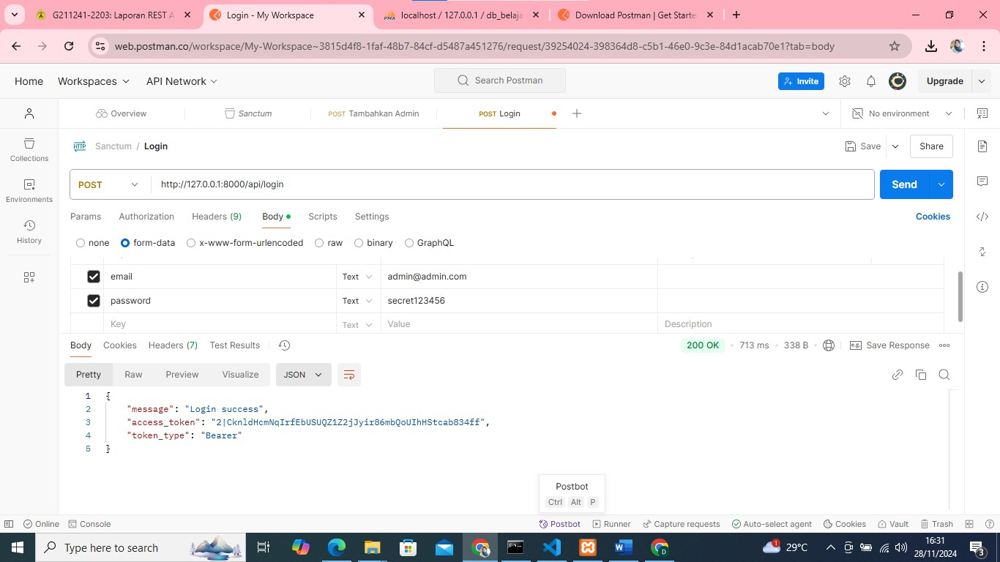 G211241-2203: Laporan REST A
Login - My Workspace
localhost / 127.0.0.1 / db_belaja
Download Postman | Get Starte
web.postman.co/workspace/My-Workspace~3815d4f8-1faf-48b7-84cf-d5487a451276/request/39254024-398364d8-c5b1-46e0-9c3e-84d1acab70e1?tab=body
Home Workspaces API Network Search Postman Invite Upgrade
Overview Sanctum POST Tambahkan Admin POST Login No environment
Sanctum / Login Save Share
Collections
Environments
History
POST http://127.0.0.1:8000/api/login Send
Params Authorization Headers (9) Body Scripts Settings Cookies
none form-data x-www-form-urlencoded raw binary GraphQL
email Text admin@admin.com
password Text secret123456
Key Text Value Description
Body Cookies Headers (7) Test Results 200 OK 713 ms 338 B e.g. Save Response
Pretty Raw Preview Visualize JSON
1 {
2 "message": "Login success",
3 "access_token": "2|CknldHcmNqIrfEbUSUQZ1Z2jJyir86mbQoUIhHStcab834ff",
4 "token_type": "Bearer"
5 }
Postbot
Ctrl Alt P
Online Console Postbot Runner Capture requests Auto-select agent Cookies Vault Trash
Type here to search 29°C 16:31
28/11/2024